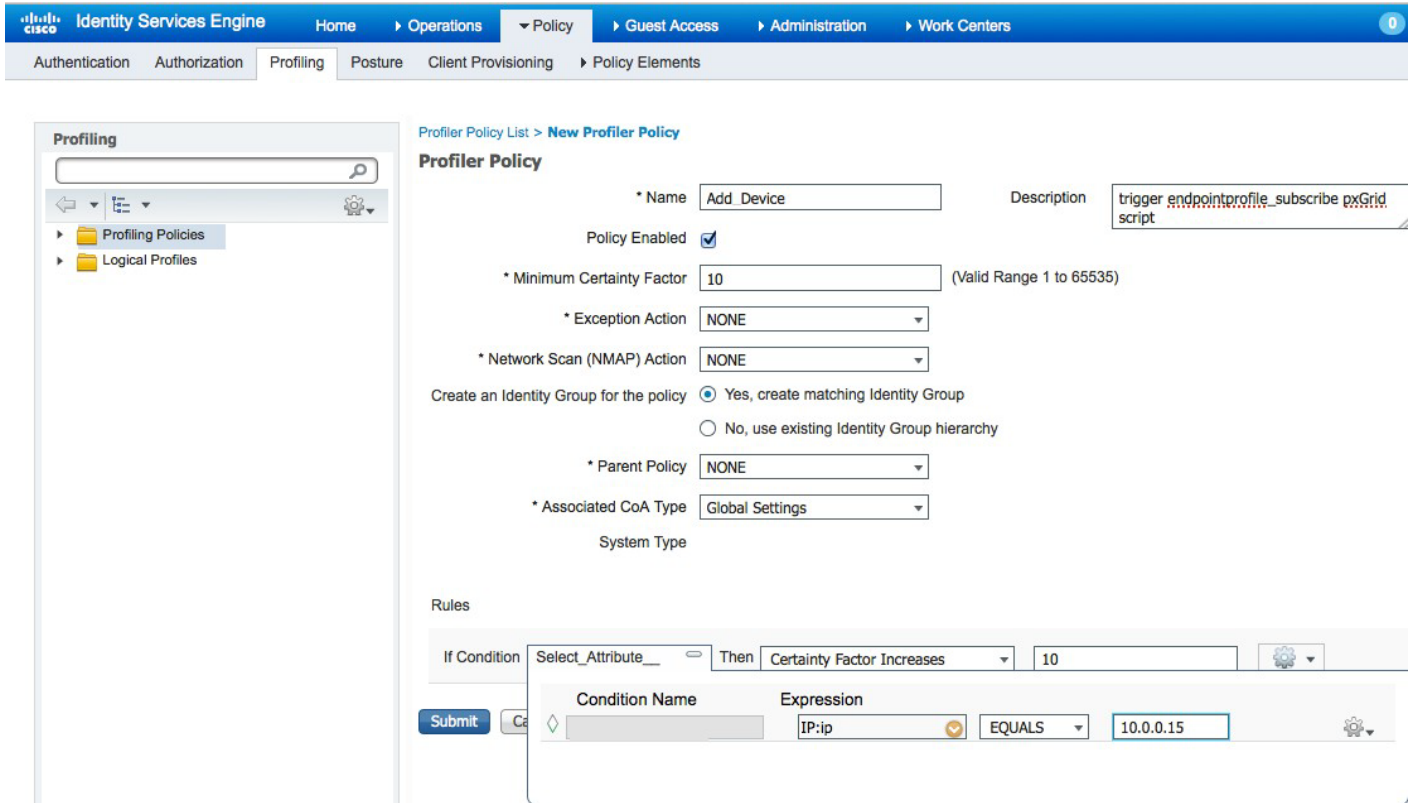 cisco Identity Services Engine Home Operations Policy Guest Access Administration Work Centers 0
Authentication Authorization Profiling Posture Client Provisioning Policy Elements
Profiling
Profiling Policies
Logical Profiles
Profiler Policy List > New Profiler Policy
Profiler Policy
* Name Add_Device Description trigger endpointprofile_subscribe pxGrid
script
Policy Enabled
* Minimum Certainty Factor 10 (Valid Range 1 to 65535)
* Exception Action NONE
* Network Scan (NMAP) Action NONE
Create an Identity Group for the policy Yes, create matching Identity Group
No, use existing Identity Group hierarchy
* Parent Policy NONE
* Associated CoA Type Global Settings
System Type
Rules
If Condition Select_Attribute__ Then Certainty Factor Increases 10
Condition Name Expression
Submit Ca IP:ip EQUALS 10.0.0.15